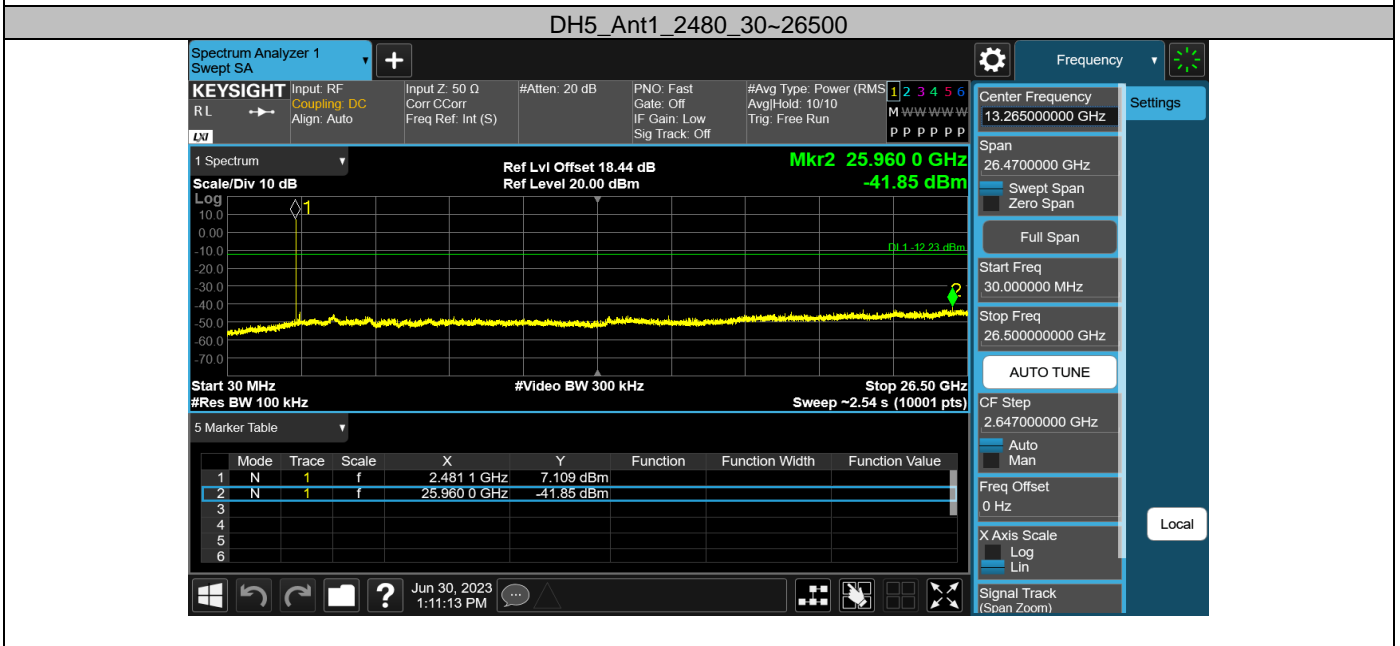 DH5_Ant1_2480_30~26500
Spectrum Analyzer 1
Swept SA
Frequency
KEYSIGHT
RL
LXI
Input: RF
Coupling: DC
Align: Auto
Input Z: 50 Ω
Corr CCorr
Freq Ref: Int (S)
#Atten: 20 dB
PNO: Fast
Gate: Off
IF Gain: Low
Sig Track: Off
#Avg Type: Power (RMS
Avg|Hold: 10/10
Trig: Free Run
1 2 3 4 5 6
M W W W W W
P P P P P P
1 Spectrum
Scale/Div 10 dB
Ref Lvl Offset 18.44 dB
Ref Level 20.00 dBm
Mkr2 25.960 0 GHz
-41.85 dBm
Log
10.0
0.00
-10.0
-20.0
-30.0
-40.0
-50.0
-60.0
-70.0
1
DL1 -12.23 dBm
2
Start 30 MHz
#Video BW 300 kHz
Stop 26.50 GHz
#Res BW 100 kHz
Sweep ~2.54 s (10001 pts)
5 Marker Table
Mode Trace Scale X Y Function Function Width Function Value
1 N 1 f 2.481 1 GHz 7.109 dBm
2 N 1 f 25.960 0 GHz -41.85 dBm
3
4
5
6
Jun 30, 2023
1:11:13 PM
Center Frequency
13.265000000 GHz
Settings
Span
26.4700000 GHz
Swept Span
Zero Span
Full Span
Start Freq
30.000000 MHz
Stop Freq
26.500000000 GHz
AUTO TUNE
CF Step
2.647000000 GHz
Auto
Man
Freq Offset
0 Hz
Local
X Axis Scale
Log
Lin
Signal Track
(Span Zoom)